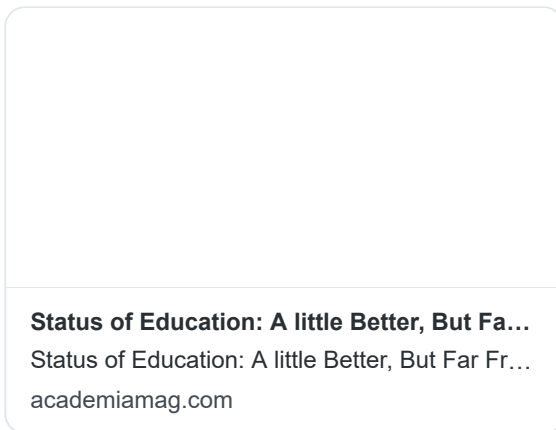 Status of Education: A little Better, But Fa…
Status of Education: A little Better, But Far Fr…
academiamag.com